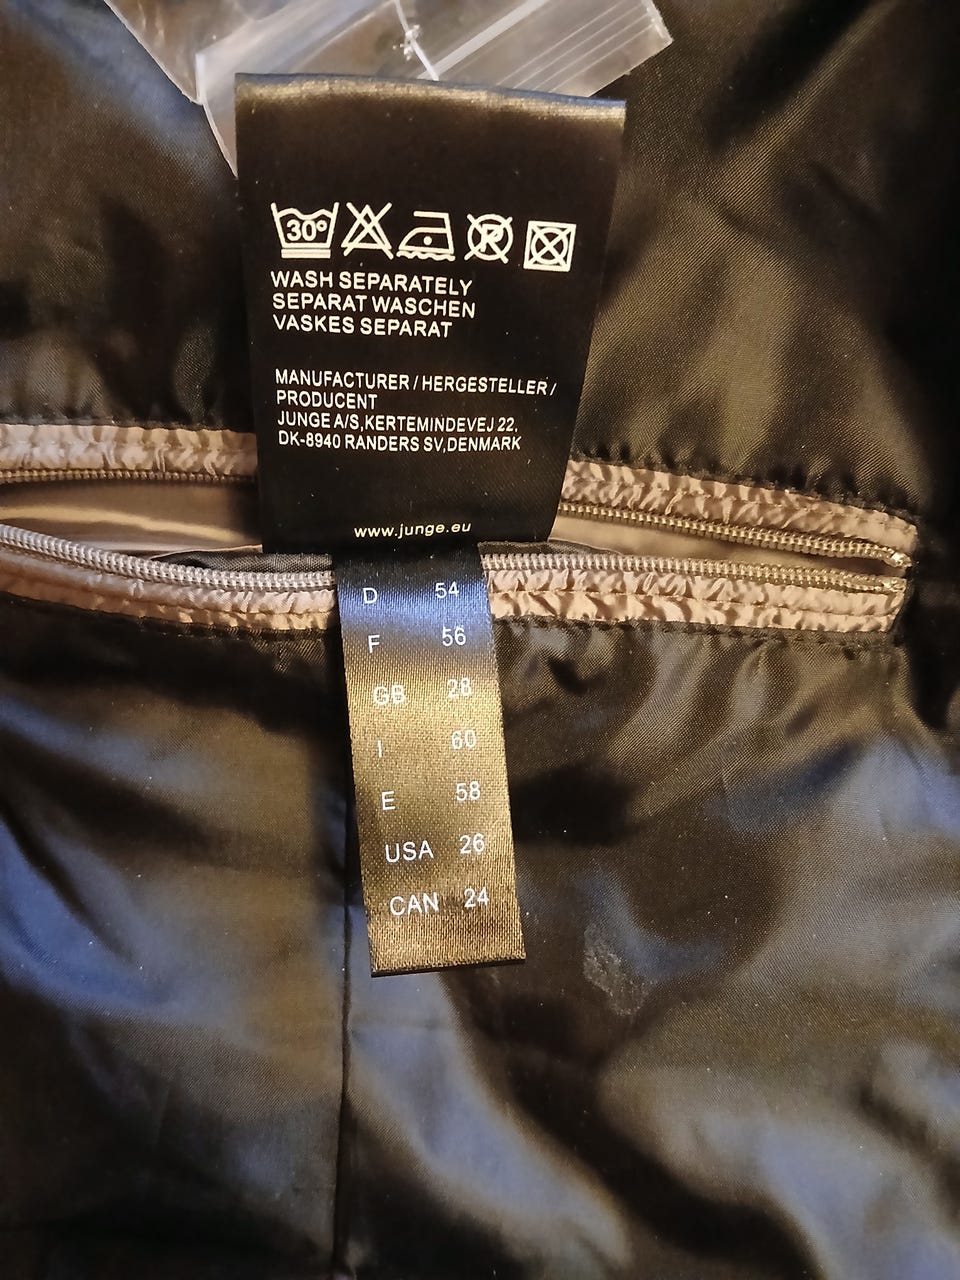 30°
WASH SEPARATELY
SEPARAT WASCHEN
VASKES SEPARAT
MANUFACTURER / HERGESTELLER /
PRODUCENT
JUNGE A/S,KERTEMINDEVEJ 22,
DK-8940 RANDERS SV,DENMARK
www.junge.eu
D 54
F 56
GB 28
I 60
E 58
USA 26
CAN 24